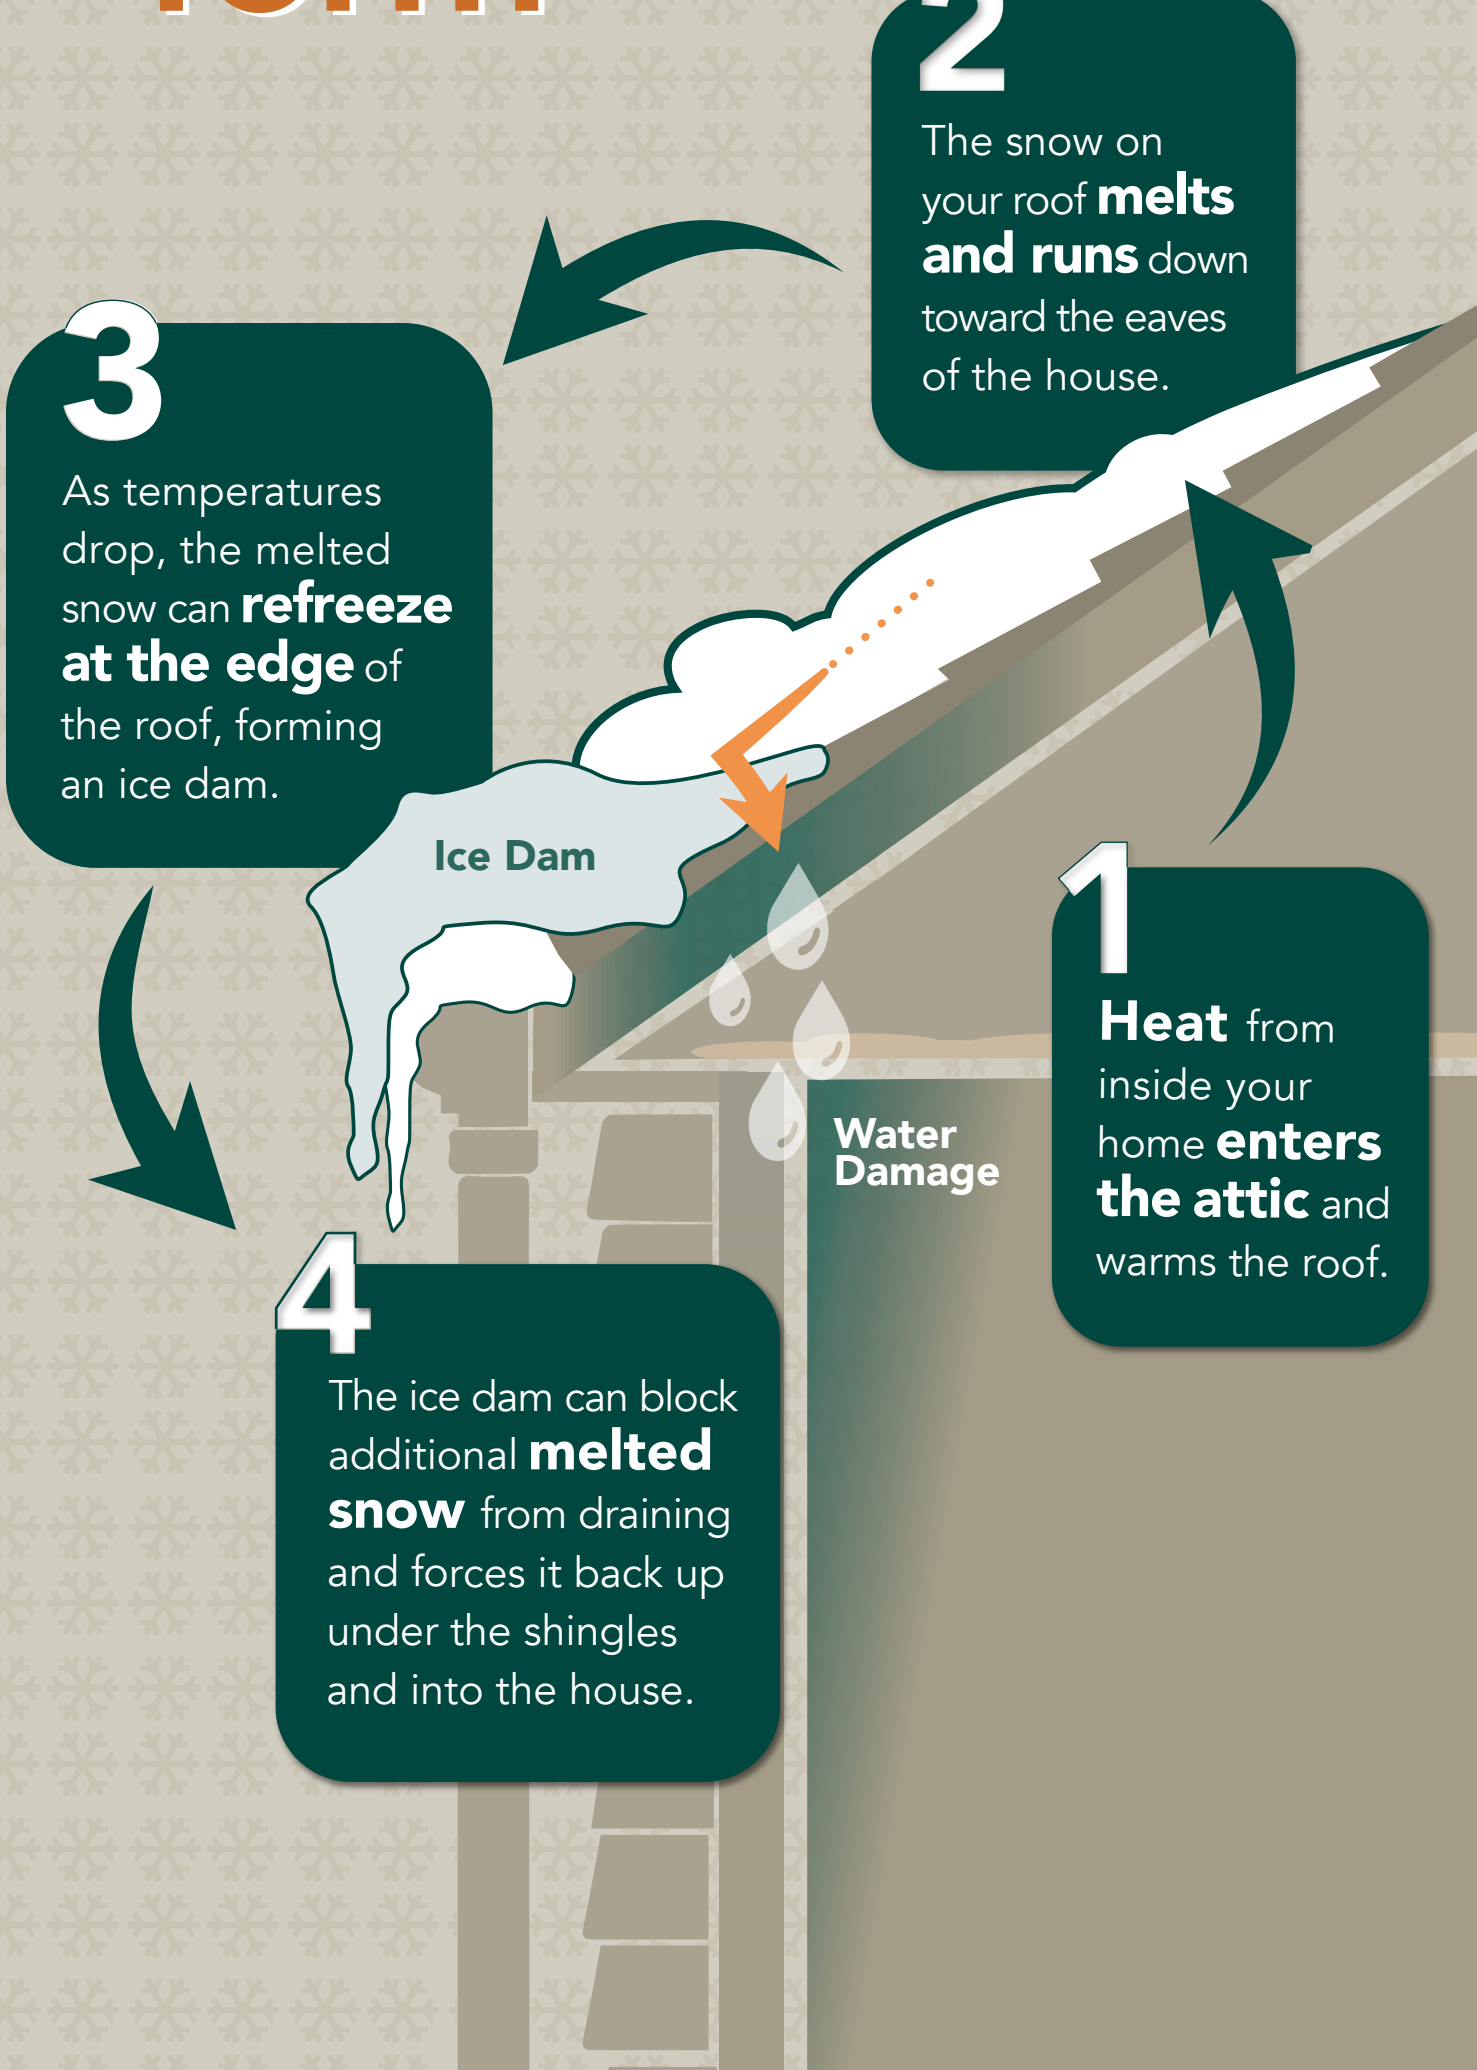 2
The snow on
your roof melts
and runs down
toward the eaves
of the house.
3
As temperatures
drop, the melted
snow can refreeze
at the edge of
the roof, forming
an ice dam.
Ice Dam
1
Heat from
inside your
home enters
the attic and
warms the roof.
Water
Damage
4
The ice dam can block
additional melted
snow from draining
and forces it back up
under the shingles
and into the house.